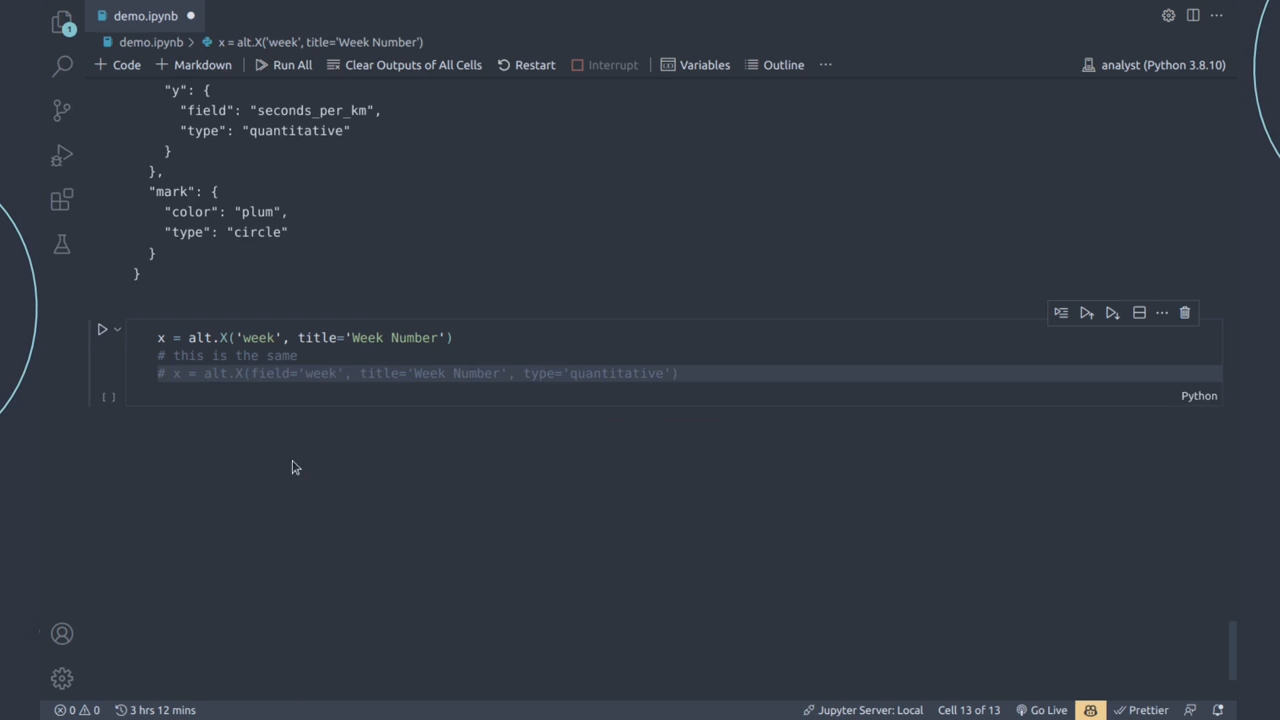 demo.ipynb
demo.ipynb > x = alt.X('week', title='Week Number')
+ Code + Markdown Run All Clear Outputs of All Cells Restart Interrupt Variables Outline ··· analyst (Python 3.8.10)
"y": {
"field": "seconds_per_km",
"type": "quantitative"
}
},
"mark": {
"color": "plum",
"type": "circle"
}
}
x = alt.X('week', title='Week Number')
# this is the same
# x = alt.X(field='week', title='Week Number', type='quantitative')
[ ] Python
1
0 0 3 hrs 12 mins Jupyter Server: Local Cell 13 of 13 Go Live Prettier